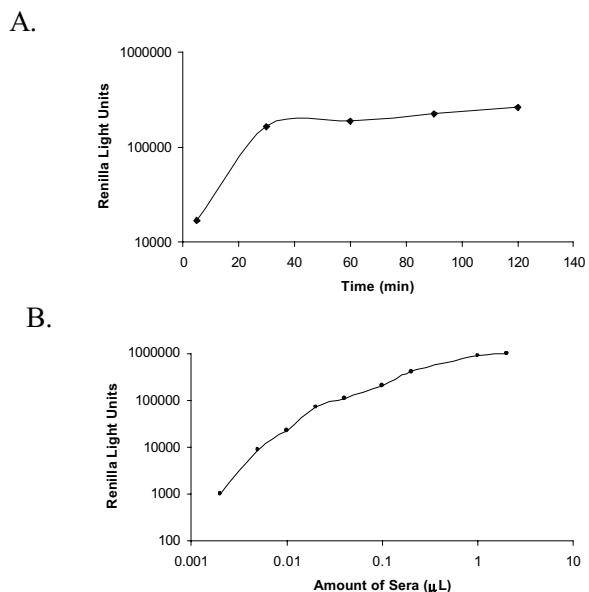 A.
1000000
100000
10000
Renilla Light Units
0 20 40 60 80 100 120 140
Time (min)
B.
1000000
100000
10000
1000
100
Renilla Light Units
0.001 0.01 0.1 1 10
Amount of Sera (μL)